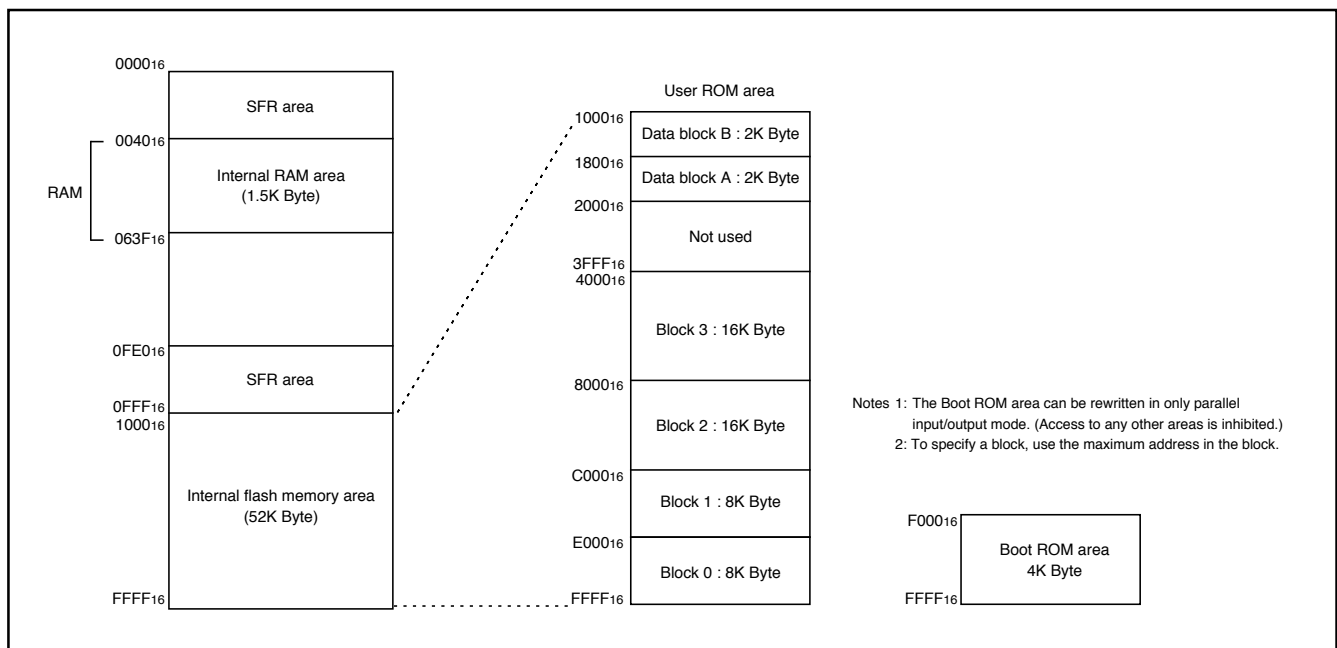 000016
SFR area
004016
RAM
Internal RAM area
(1.5K Byte)
063F16
0FE016
SFR area
0FFF16
100016
Internal flash memory area
(52K Byte)
FFFF16
User ROM area
100016
Data block B : 2K Byte
180016
Data block A : 2K Byte
200016
Not used
3FFF16
400016
Block 3 : 16K Byte
800016
Block 2 : 16K Byte
C00016
Block 1 : 8K Byte
E00016
Block 0 : 8K Byte
FFFF16
Notes 1: The Boot ROM area can be rewritten in only parallel
input/output mode. (Access to any other areas is inhibited.)
2: To specify a block, use the maximum address in the block.
F00016
Boot ROM area
4K Byte
FFFF16